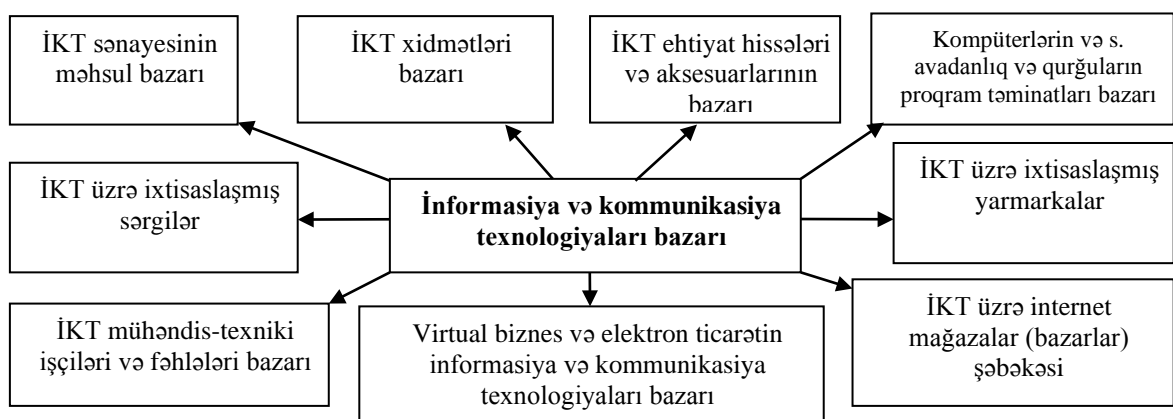 İKT sənayesinin
məhsul bazarı
İKT xidmətləri
bazarı
İKT ehtiyat hissələri
və aksesuarlarının
bazarı
Kompüterlərin və s.
avadanlıq və qurğuların
proqram təminatları bazarı
İKT üzrə ixtisaslaşmış
sərgilər
İnformasiya və kommunikasiya
texnologiyaları bazarı
İKT üzrə ixtisaslaşmış
yarmarkalar
İKT mühəndis-texniki
işçiləri və fəhlələri bazarı
Virtual biznes və elektron ticarətin
informasiya və kommunikasiya
texnologiyaları bazarı
İKT üzrə internet
mağazalar (bazarlar)
şəbəkəsi